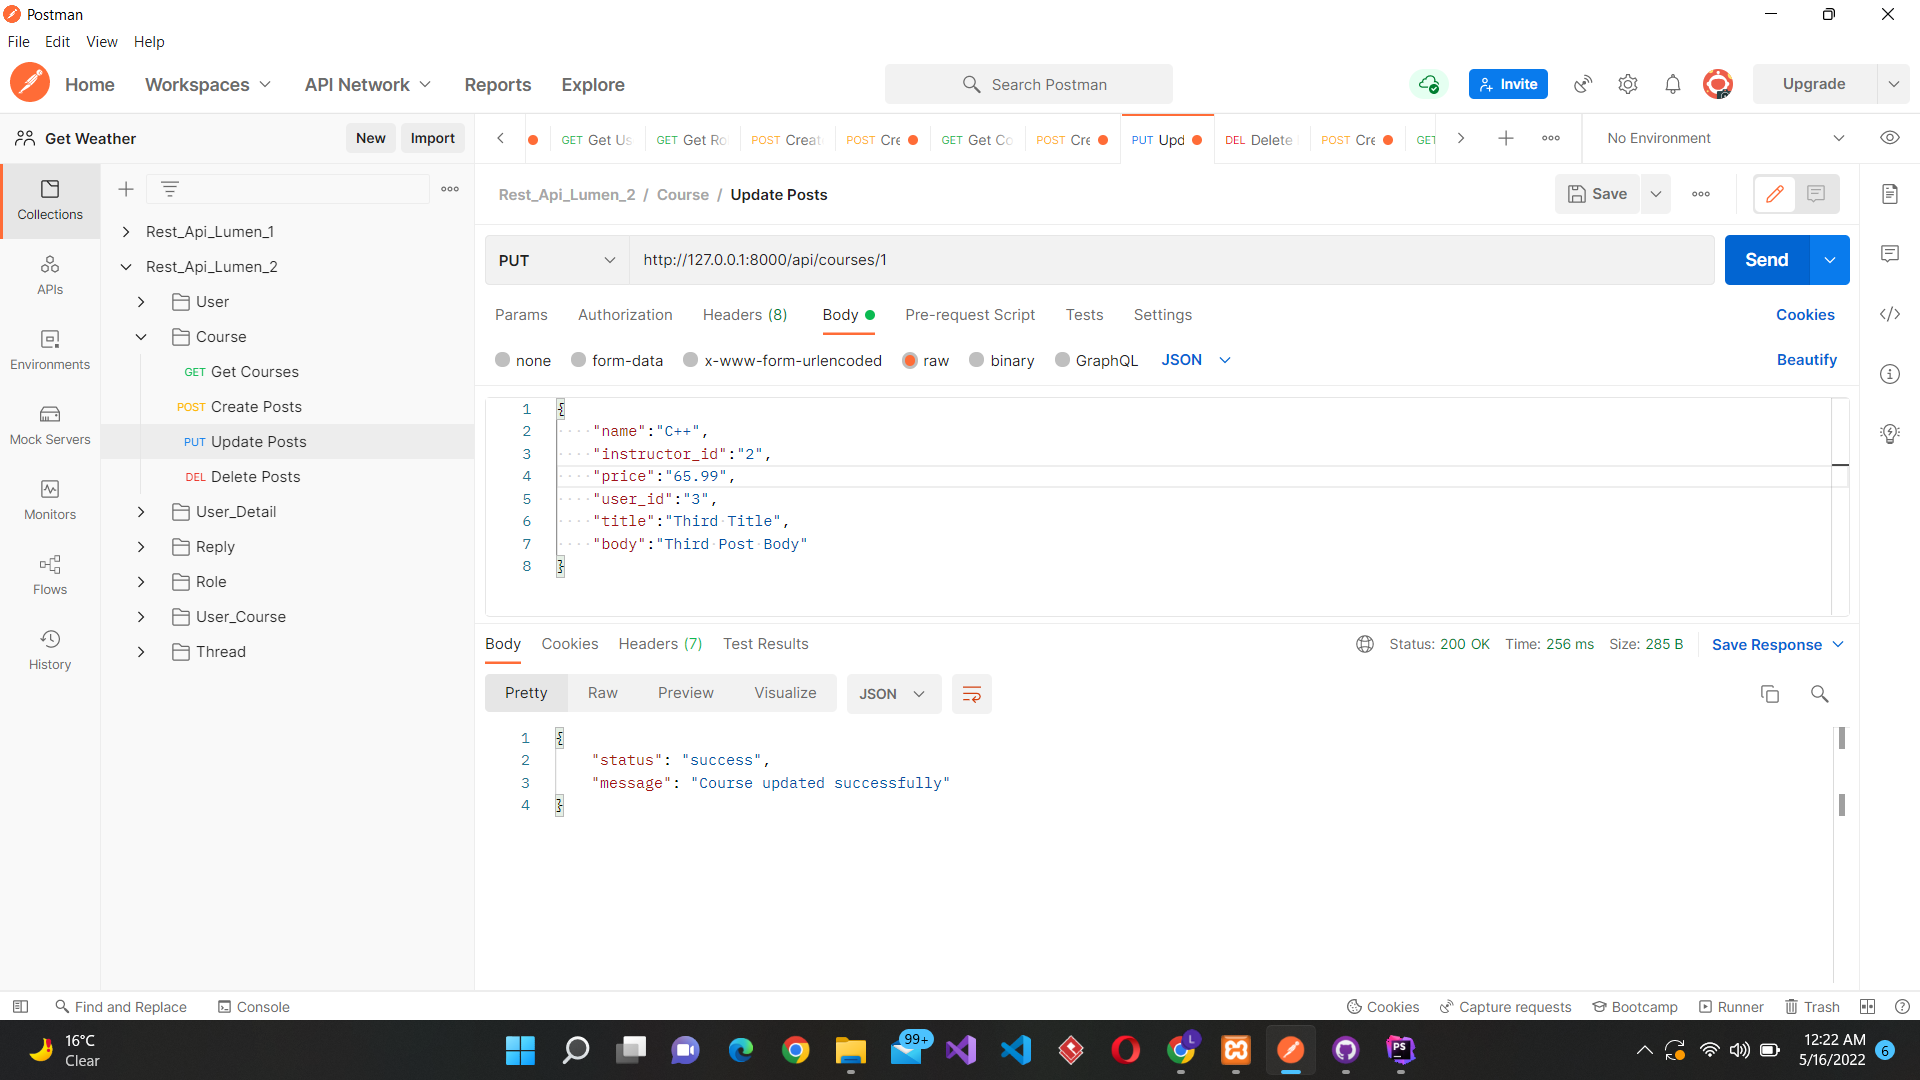 Postman
File Edit View Help
Home Workspaces API Network Reports Explore
Search Postman
Invite
Upgrade
Get Weather
New Import
GET Get Us GET Get Ro POST Creat POST Cre GET Get Co POST Cre PUT Upd DEL Delete POST Cre GET
No Environment
Collections
APIs
Environments
Mock Servers
Monitors
Flows
History
Rest_Api_Lumen_1
Rest_Api_Lumen_2
User
Course
GET Get Courses
POST Create Posts
PUT Update Posts
DEL Delete Posts
User_Detail
Reply
Role
User_Course
Thread
Rest_Api_Lumen_2 / Course / Update Posts
Save
PUT http://127.0.0.1:8000/api/courses/1
Send
Params Authorization Headers (8) Body Pre-request Script Tests Settings
Cookies
none form-data x-www-form-urlencoded raw binary GraphQL JSON
Beautify
1 {
2 "name":"C++",
3 "instructor_id":"2",
4 "price":"65.99",
5 "user_id":"3",
6 "title":"Third Title",
7 "body":"Third Post Body"
8 }
Body Cookies Headers (7) Test Results
Status: 200 OK Time: 256 ms Size: 285 B
Save Response
Pretty Raw Preview Visualize JSON
1 {
2 "status": "success",
3 "message": "Course updated successfully"
4 }
Find and Replace Console
Cookies Capture requests Bootcamp Runner Trash
16°C
Clear
99+
L
PS
12:22 AM
5/16/2022
6